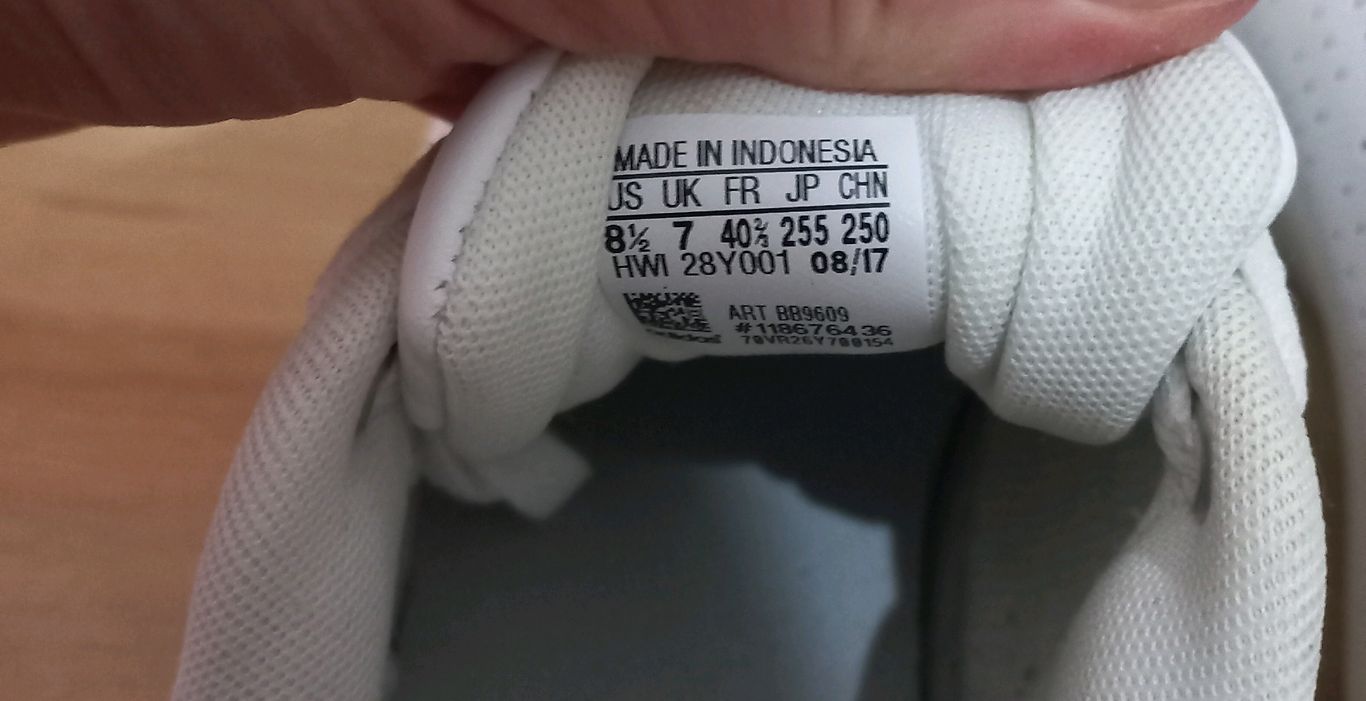 MADE IN INDONESIA
US UK FR JP CHN
8½ 7 40⅔ 255 250
HWI 28Y001 08/17
ART BB9609
#118676436
adidas